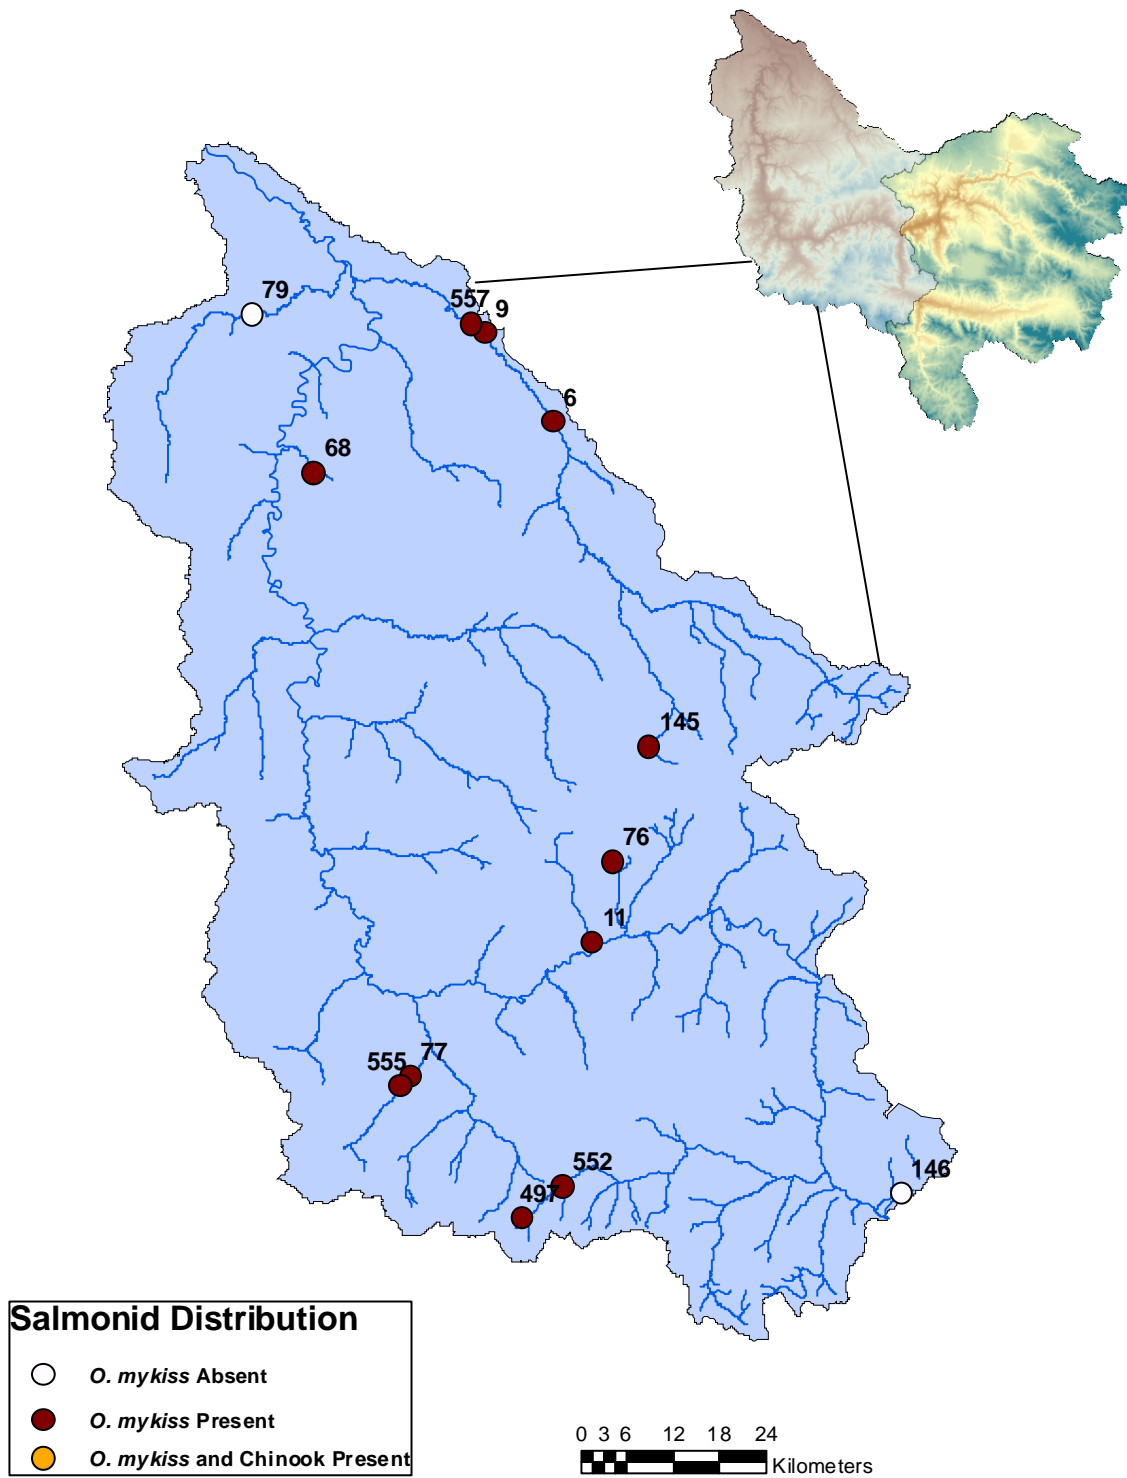 79
557
9
6
68
145
76
11
555
77
552
146
497
Salmonid Distribution
O. mykiss Absent
O. mykiss Present
O. mykiss and Chinook Present
0 3 6 12 18 24
Kilometers